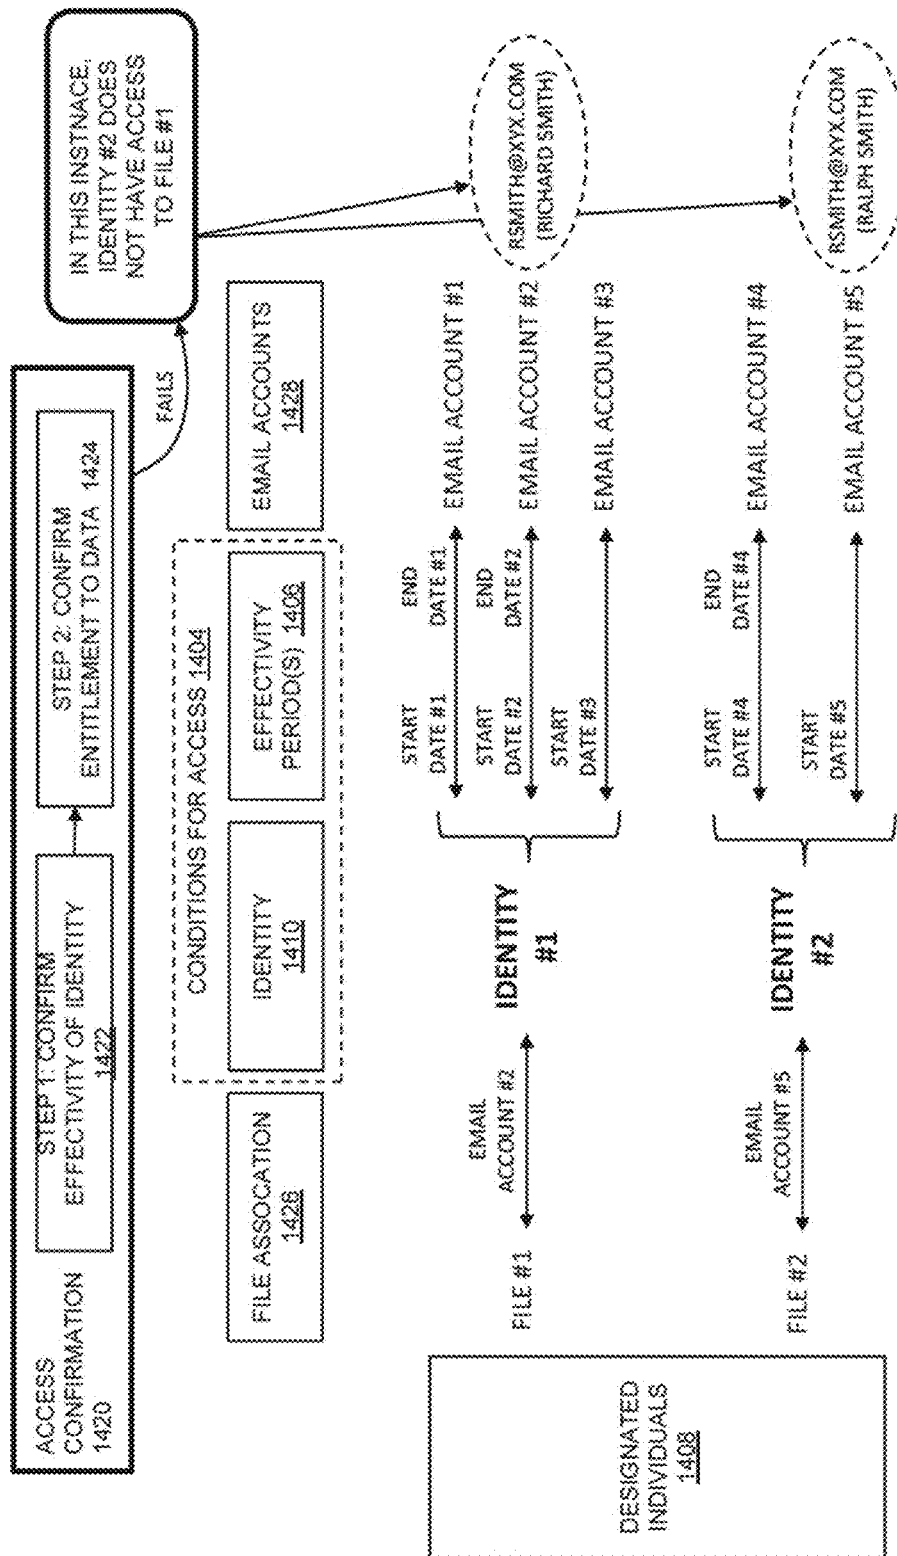 ACCESS
CONFIRMATION
1420
STEP 1: CONFIRM
EFFECTIVITY OF IDENTITY
1422
STEP 2: CONFIRM
ENTITLEMENT TO DATA 1424
FAILS
IN THIS INSTNACE,
IDENTITY #2 DOES
NOT HAVE ACCESS
TO FILE #1
CONDITIONS FOR ACCESS 1404
FILE ASSOCATION
1426
IDENTITY
1410
EFFECTIVITY
PERIOD(S) 1406
EMAIL ACCOUNTS
1428
DESIGNATED
INDIVIDUALS
1408
FILE #1
EMAIL
ACCOUNT #2
IDENTITY
#1
START
DATE #1
END
DATE #1
EMAIL ACCOUNT #1
START
DATE #2
END
DATE #2
EMAIL ACCOUNT #2
START
DATE #3
EMAIL ACCOUNT #3
RSMITH@XYX.COM
(RICHARD SMITH)
FILE #2
EMAIL
ACCOUNT #5
IDENTITY
#2
START
DATE #4
END
DATE #4
EMAIL ACCOUNT #4
START
DATE #5
EMAIL ACCOUNT #5
RSMITH@XYX.COM
(RALPH SMITH)